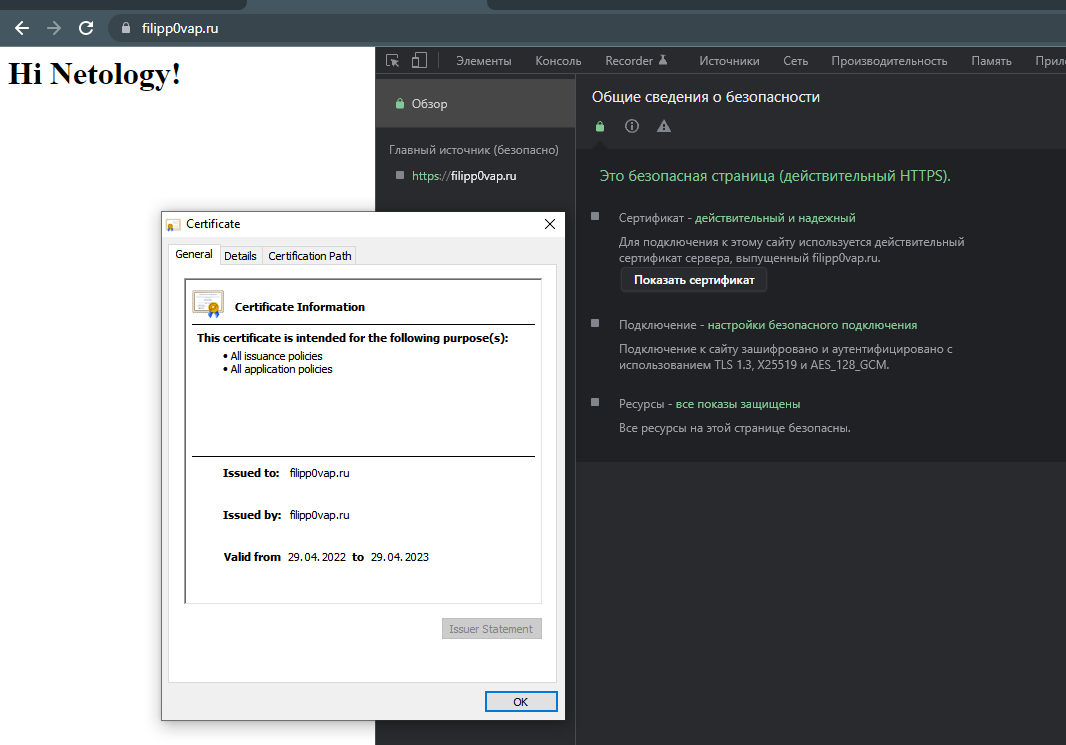 filipp0vap.ru
Hi Netology!
Элементы Консоль Recorder Источники Сеть Производительность Память
Обзор
Главный источник (безопасно)
https://filipp0vap.ru
Общие сведения о безопасности
Это безопасная страница (действительный HTTPS).
Сертификат - действительный и надежный
Для подключения к этому сайту используется действительный
сертификат сервера, выпущенный filipp0vap.ru.
Показать сертификат
Подключение - настройки безопасного подключения
Подключение к сайту зашифровано и аутентифицировано с
использованием TLS 1.3, X25519 и AES_128_GCM.
Ресурсы - все показы защищены
Все ресурсы на этой странице безопасны.
Certificate
General Details Certification Path
Certificate Information
This certificate is intended for the following purpose(s):
• All issuance policies
• All application policies
Issued to: filipp0vap.ru
Issued by: filipp0vap.ru
Valid from 29.04.2022 to 29.04.2023
Issuer Statement
OK